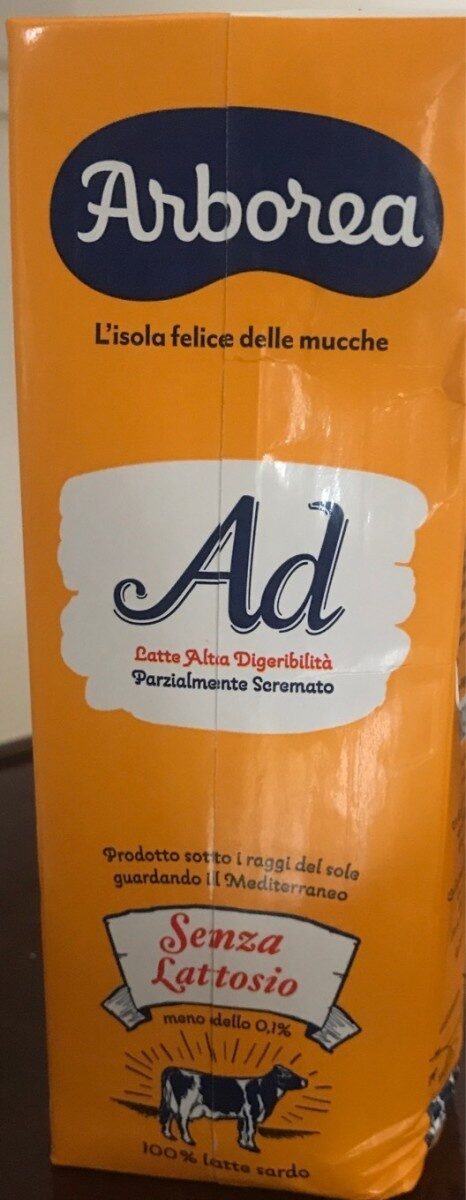 Arborea
L'isola felice delle mucche
Ad
Latte Alta Digeribilità
Parzialmente Scremato
Prodotto sotto i raggi del sole
guardando il Mediterraneo
Senza
Lattosio
meno dello 0,1%
100% latte sardo